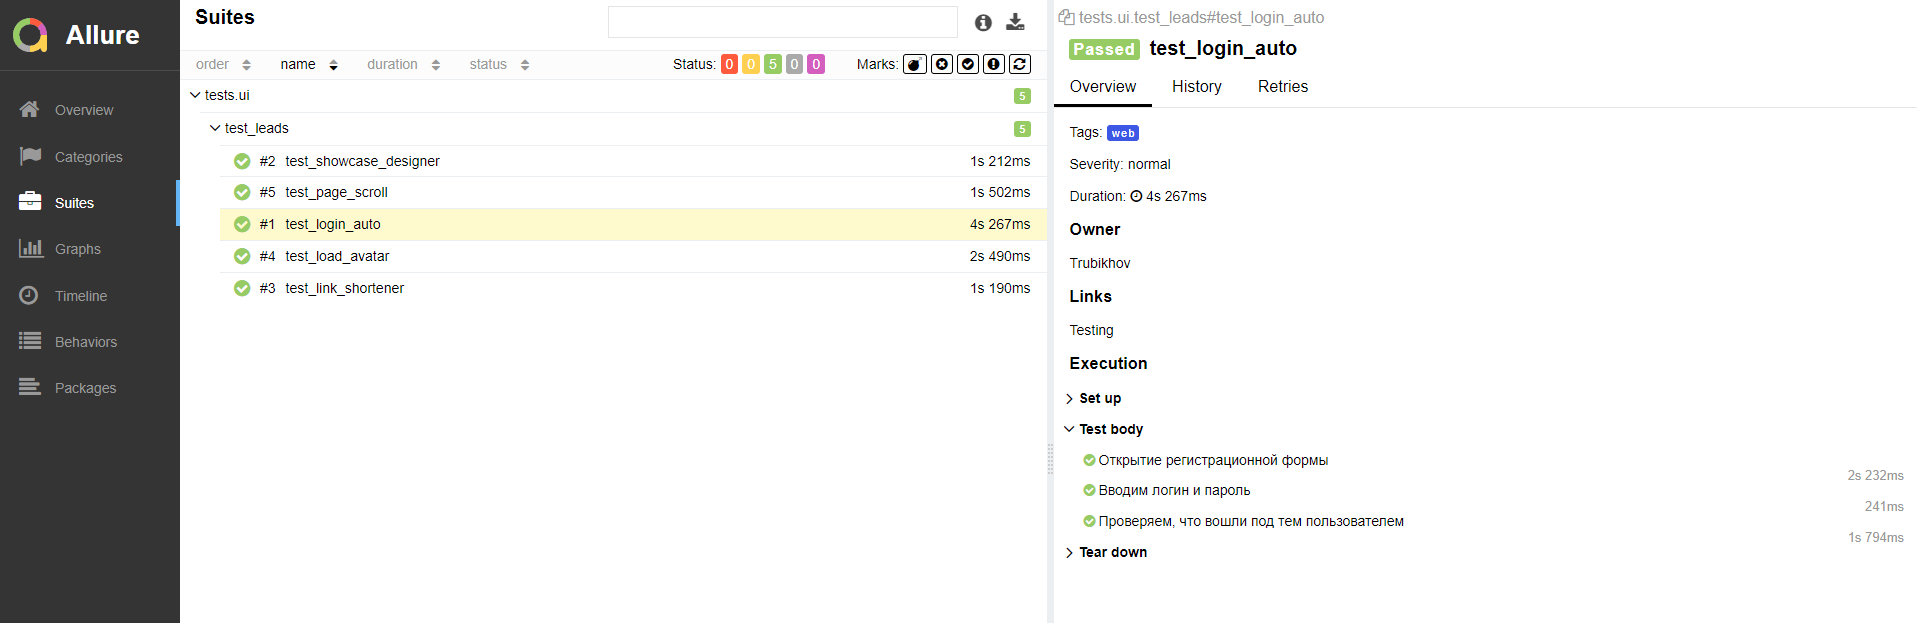 Allure
Overview
Categories
Suites
Graphs
Timeline
Behaviors
Packages
Suites
order name duration status Status: 0 0 5 0 0 Marks:
tests.ui 5
test_leads 5
#2 test_showcase_designer 1s 212ms
#5 test_page_scroll 1s 502ms
#1 test_login_auto 4s 267ms
#4 test_load_avatar 2s 490ms
#3 test_link_shortener 1s 190ms
tests.ui.test_leads#test_login_auto
Passed test_login_auto
Overview History Retries
Tags: web
Severity: normal
Duration: 4s 267ms
Owner
Trubikhov
Links
Testing
Execution
Set up
Test body
Открытие регистрационной формы
2s 232ms
Вводим логин и пароль
241ms
Проверяем, что вошли под тем пользователем
1s 794ms
Tear down